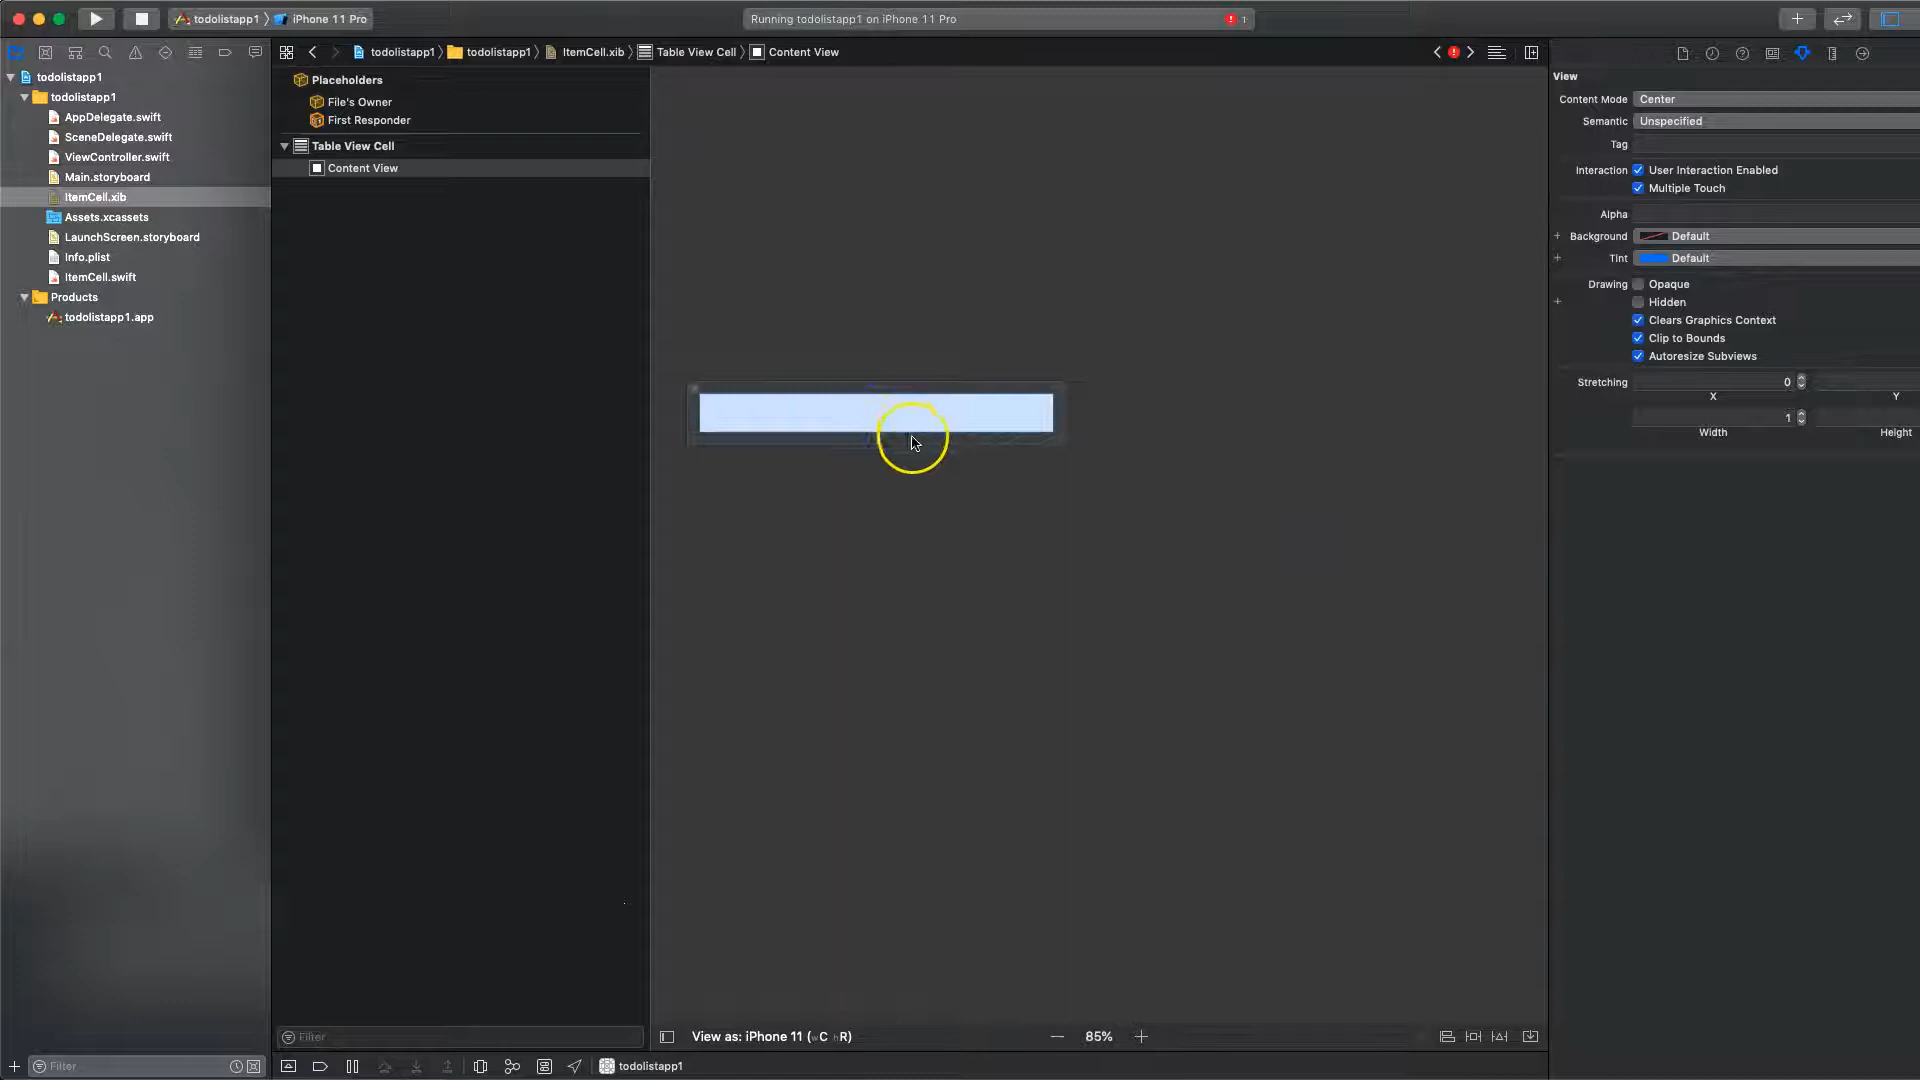 todolistapp1 〉 iPhone 11 Pro
Running todolistapp1 on iPhone 11 Pro
1
todolistapp1 〉 todolistapp1 〉 ItemCell.xib 〉 Table View Cell 〉 Content View
todolistapp1
todolistapp1
AppDelegate.swift
SceneDelegate.swift
ViewController.swift
Main.storyboard
ItemCell.xib
Assets.xcassets
LaunchScreen.storyboard
Info.plist
ItemCell.swift
Products
todolistapp1.app
Filter
Placeholders
File's Owner
First Responder
Table View Cell
Content View
Filter
View as: iPhone 11 (wC hR)
85%
todolistapp1
View
Content Mode Center
Semantic Unspecified
Tag
Interaction User Interaction Enabled
Multiple Touch
Alpha
Background Default
Tint Default
Drawing Opaque
Hidden
Clears Graphics Context
Clip to Bounds
Autoresize Subviews
Stretching 0
X Y
1
Width Height